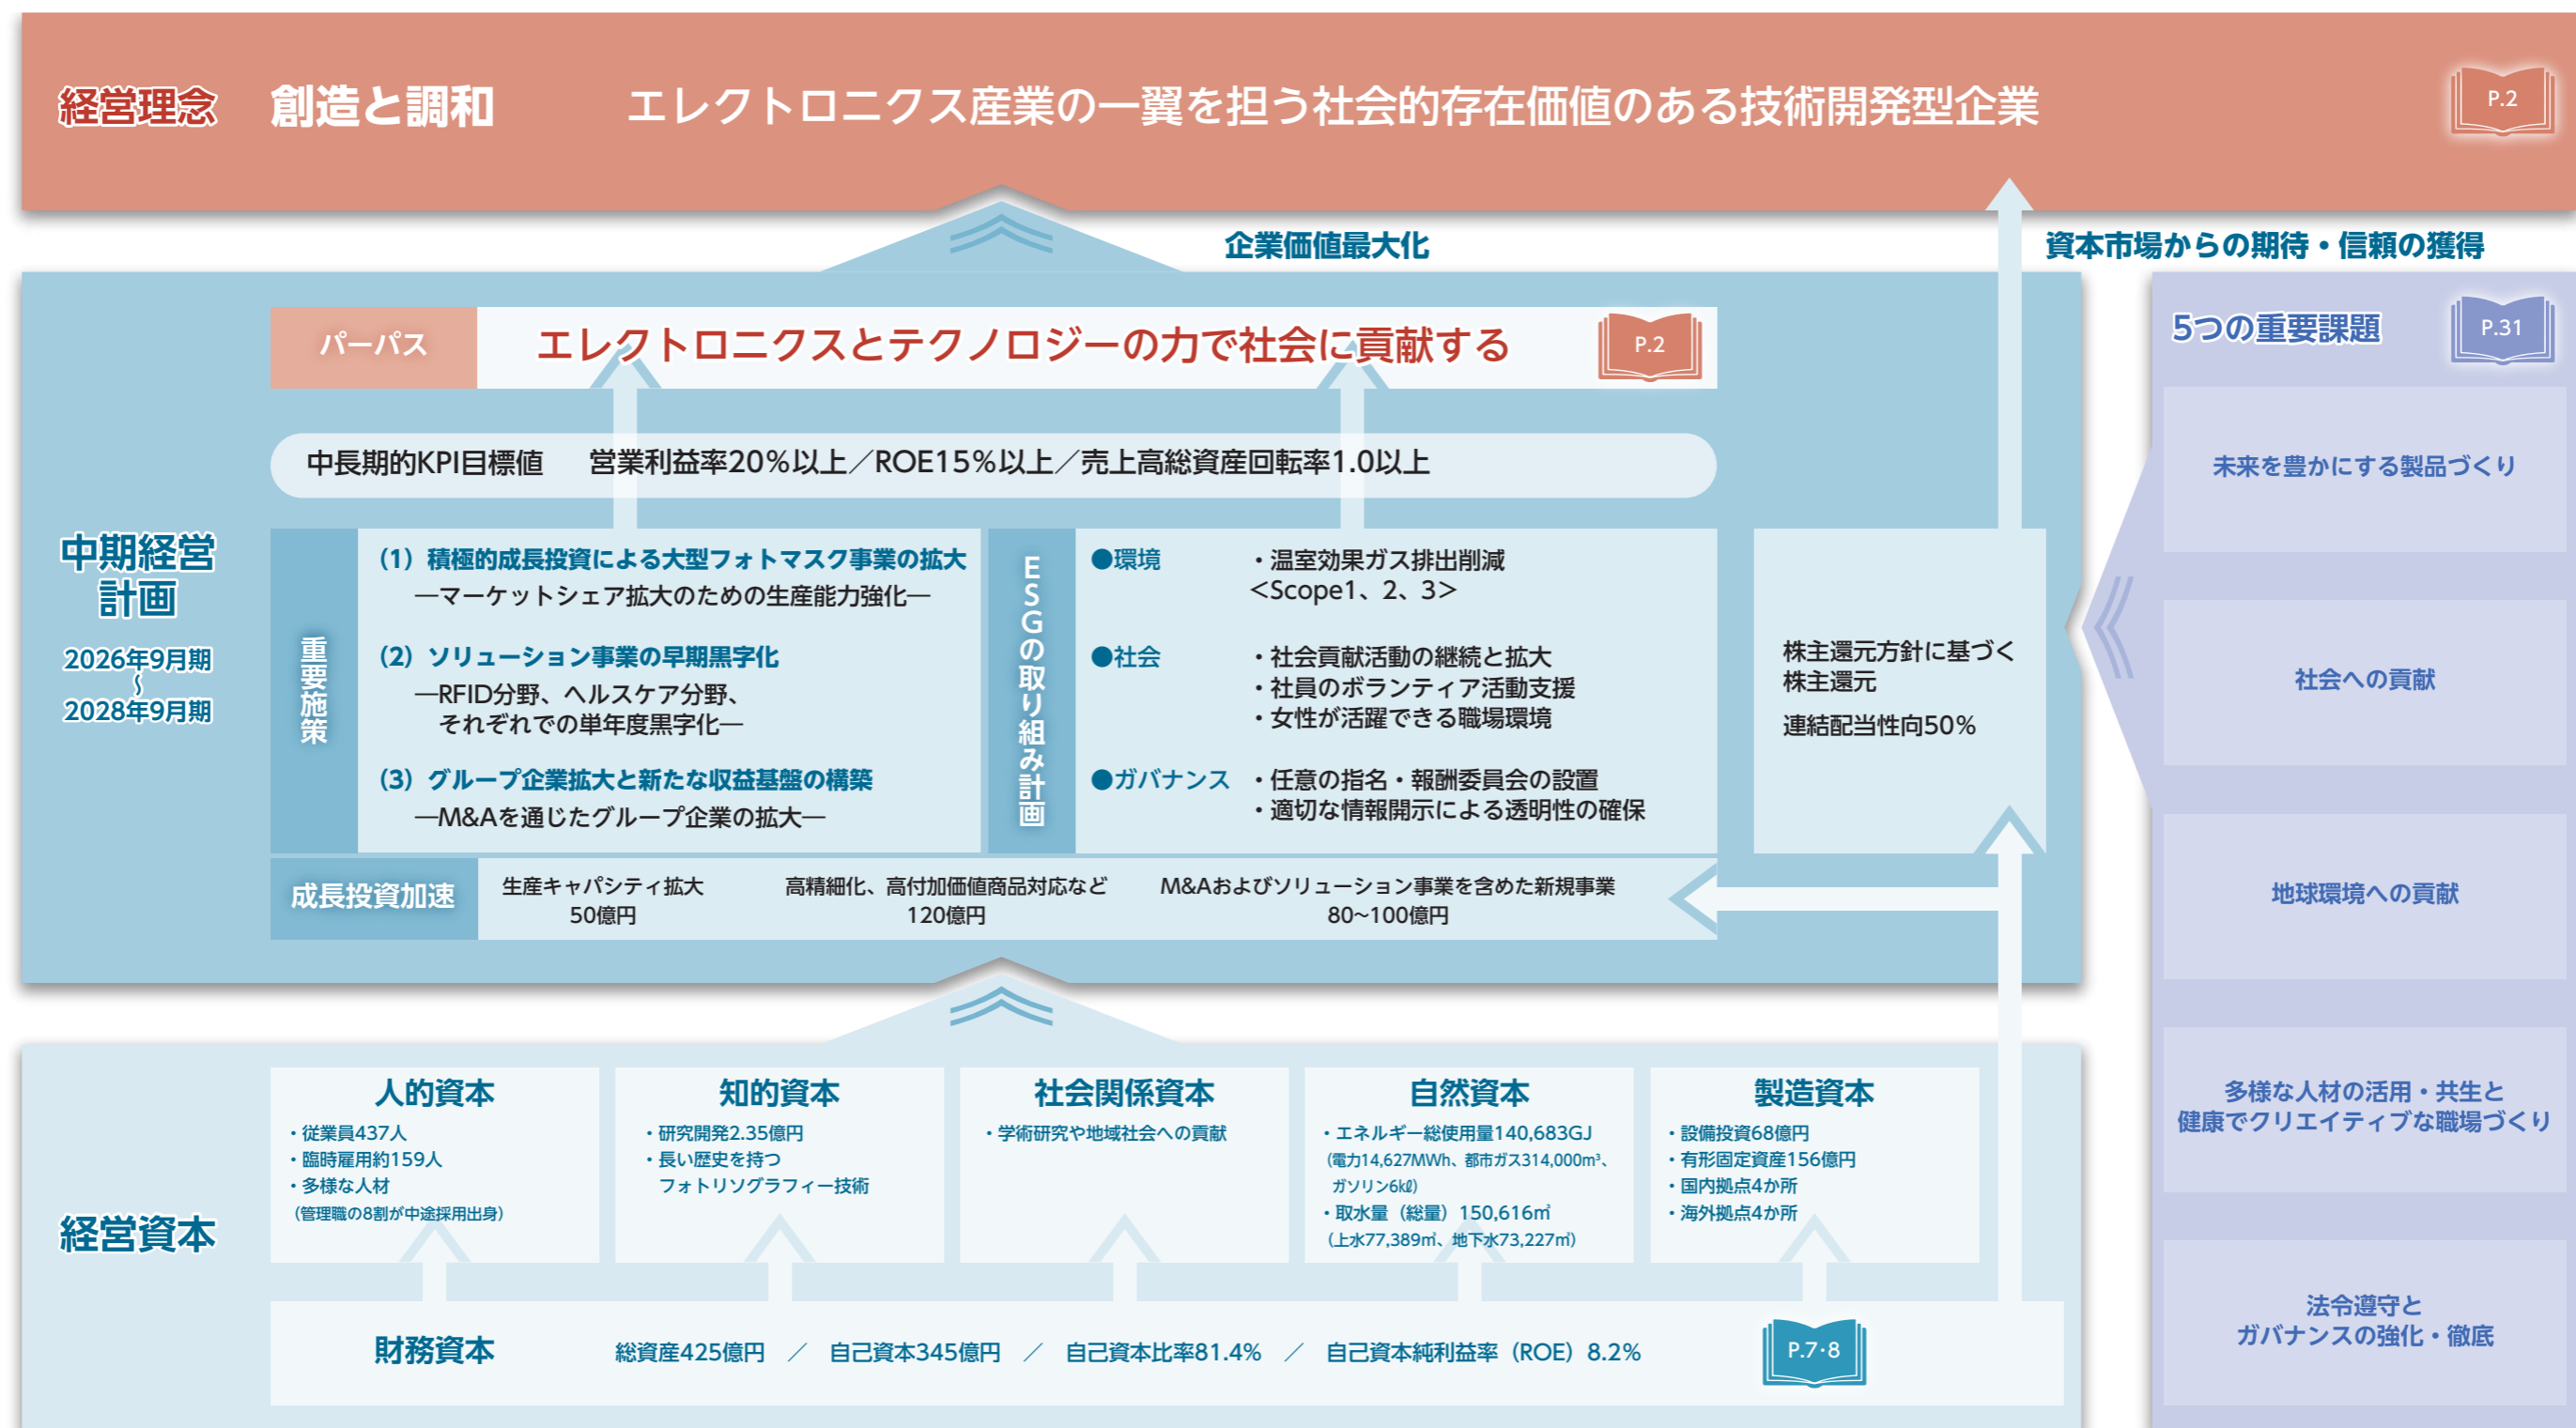 経営理念 創造と調和 エレクトロニクス産業の一翼を担う社会的存在価値のある技術開発型企業 P.2
企業価値最大化
資本市場からの期待・信頼の獲得
中期経営
計画
2026年9月期
〜
2028年9月期
パーパス エレクトロニクスとテクノロジーの力で社会に貢献する P.2
中長期的KPI目標値 営業利益率20%以上／ROE15%以上／売上高総資産回転率1.0以上
重要施策
(1) 積極的成長投資による大型フォトマスク事業の拡大
―マーケットシェア拡大のための生産能力強化―
(2) ソリューション事業の早期黒字化
―RFID分野、ヘルスケア分野、
それぞれでの単年度黒字化―
(3) グループ企業拡大と新たな収益基盤の構築
―M&Aを通じたグループ企業の拡大―
ESGの取り組み計画
●環境 ・温室効果ガス排出削減
<Scope1、2、3>
●社会 ・社会貢献活動の継続と拡大
・社員のボランティア活動支援
・女性が活躍できる職場環境
●ガバナンス ・任意の指名・報酬委員会の設置
・適切な情報開示による透明性の確保
株主還元方針に基づく
株主還元
連結配当性向50%
成長投資加速
生産キャパシティ拡大
50億円
高精細化、高付加価値商品対応など
120億円
M&Aおよびソリューション事業を含めた新規事業
80~100億円
5つの重要課題 P.31
未来を豊かにする製品づくり
社会への貢献
地球環境への貢献
多様な人材の活用・共生と
健康でクリエイティブな職場づくり
法令遵守と
ガバナンスの強化・徹底
経営資本
人的資本
・従業員437人
・臨時雇用約159人
・多様な人材
(管理職の8割が中途採用出身)
知的資本
・研究開発2.35億円
・長い歴史を持つ
フォトリソグラフィー技術
社会関係資本
・学術研究や地域社会への貢献
自然資本
・エネルギー総使用量140,683GJ
(電力14,627MWh、都市ガス314,000m³、
ガソリン6㎘)
・取水量（総量）150,616㎥
(上水77,389㎥、地下水73,227㎥)
製造資本
・設備投資68億円
・有形固定資産156億円
・国内拠点4か所
・海外拠点4か所
財務資本 総資産425億円 ／ 自己資本345億円 ／ 自己資本比率81.4% ／ 自己資本純利益率（ROE）8.2% P.7・8